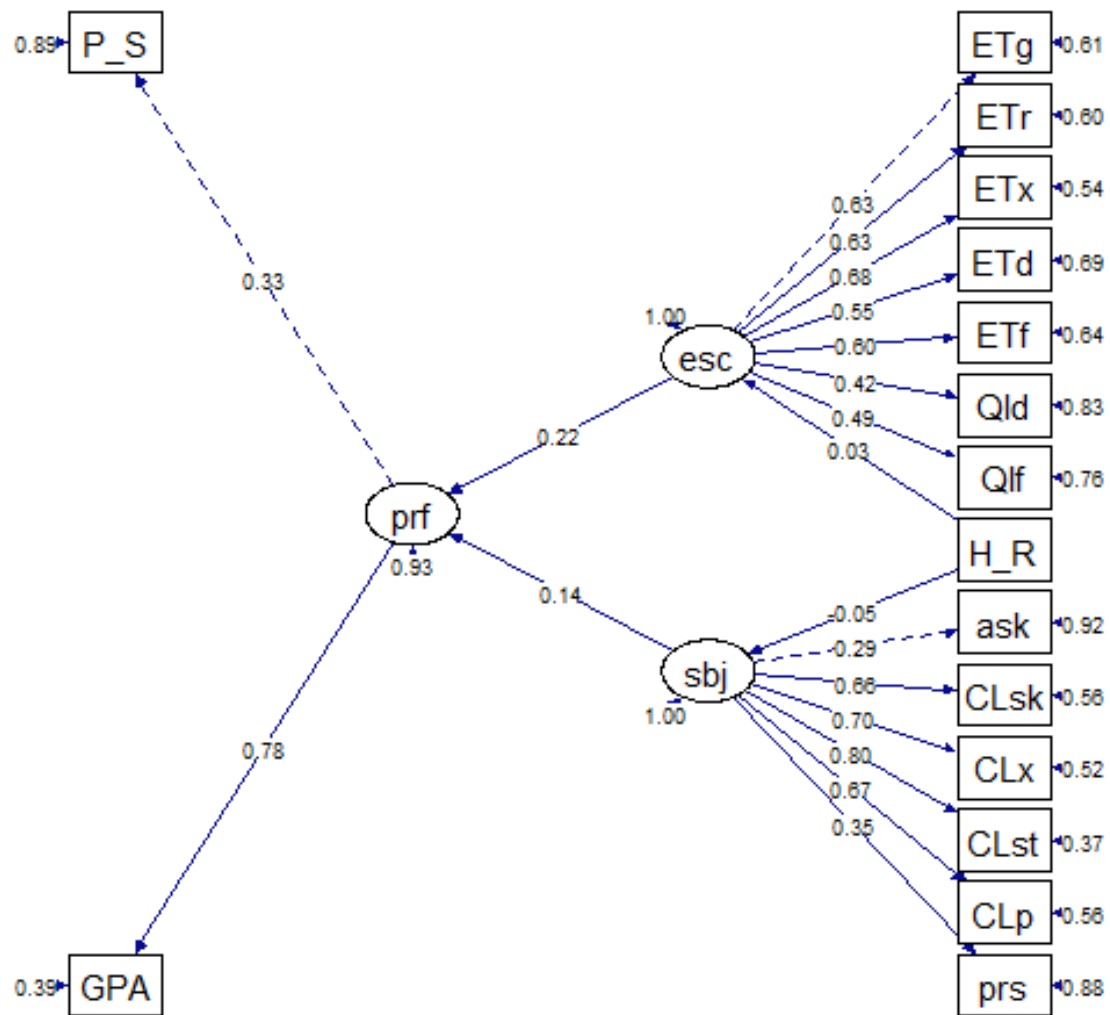 0.89
P_S
ETg
0.61
ETr
0.60
ETx
0.54
0.63
0.63
ETd
0.69
0.33
0.68
0.55
1.00
ETf
0.64
0.60
esc
0.42
Qld
0.83
0.49
0.22
0.03
Qlf
0.76
prf
H_R
0.93
0.14
-0.05
ask
0.92
0.29
sbj
0.66
CLsk
0.56
1.00
0.70
0.78
0.80
CLx
0.52
0.67
0.35
CLst
0.37
CLp
0.56
0.39
GPA
prs
0.88